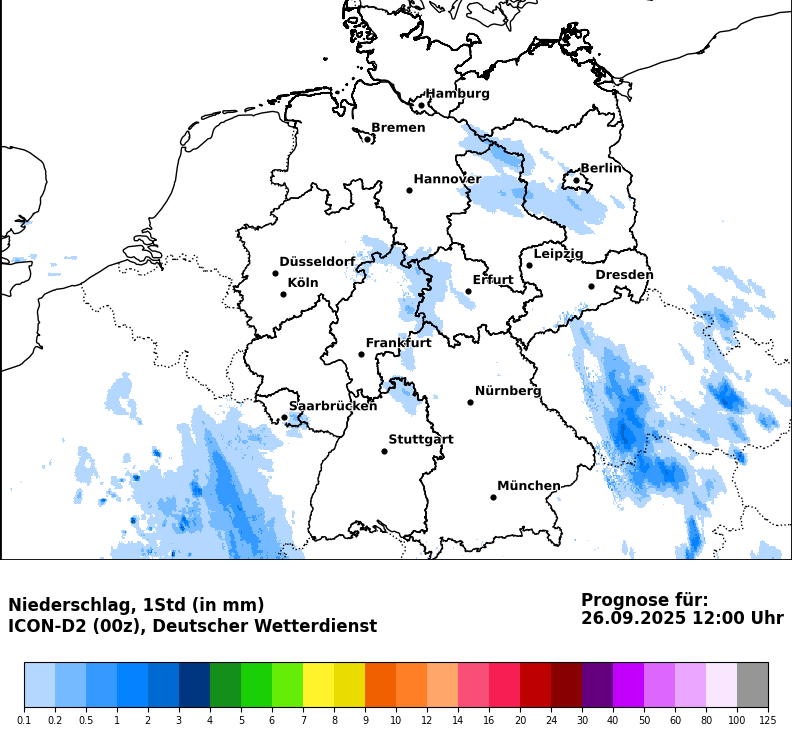 Hamburg
Bremen
Berlin
Hannover
Düsseldorf
Leipzig
Köln
Erfurt
Dresden
Frankfurt
Nürnberg
Saarbrücken
Stuttgart
München
Niederschlag, 1Std (in mm)
ICON-D2 (00z), Deutscher Wetterdienst
Prognose für:
26.09.2025 12:00 Uhr
0.1 0.2 0.5 1 2 3 4 5 6 7 8 9 10 12 14 16 20 24 30 40 50 60 80 100 125